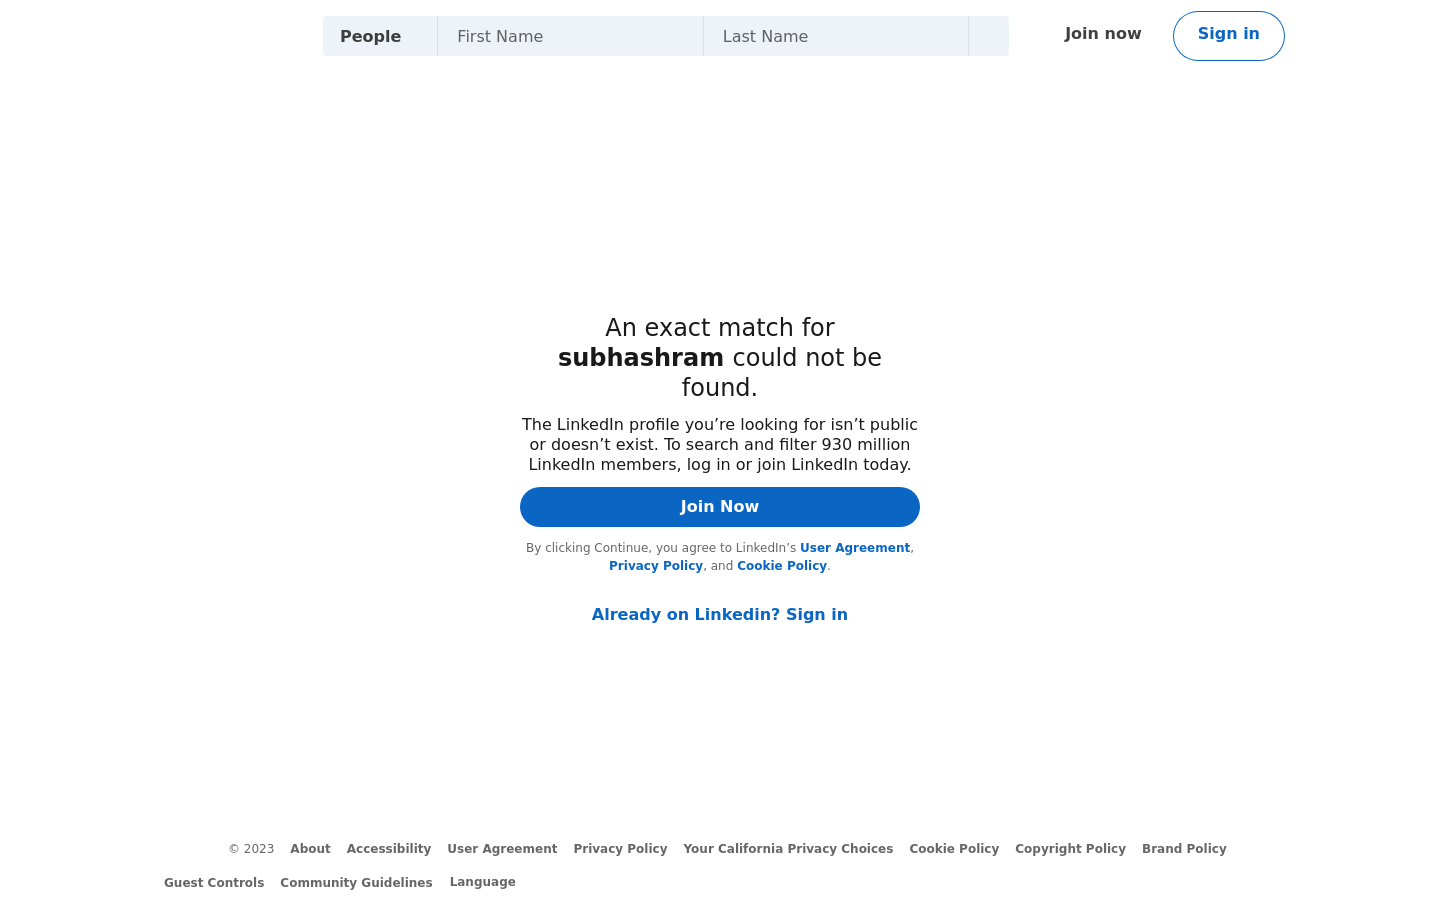 People First Name Last Name Join now Sign in
An exact match for
subhashram could not be
found.
The LinkedIn profile you’re looking for isn’t public
or doesn’t exist. To search and filter 930 million
LinkedIn members, log in or join LinkedIn today.
Join Now
By clicking Continue, you agree to LinkedIn’s User Agreement,
Privacy Policy, and Cookie Policy.
Already on Linkedin? Sign in
© 2023 About Accessibility User Agreement Privacy Policy Your California Privacy Choices Cookie Policy Copyright Policy Brand Policy
Guest Controls Community Guidelines Language